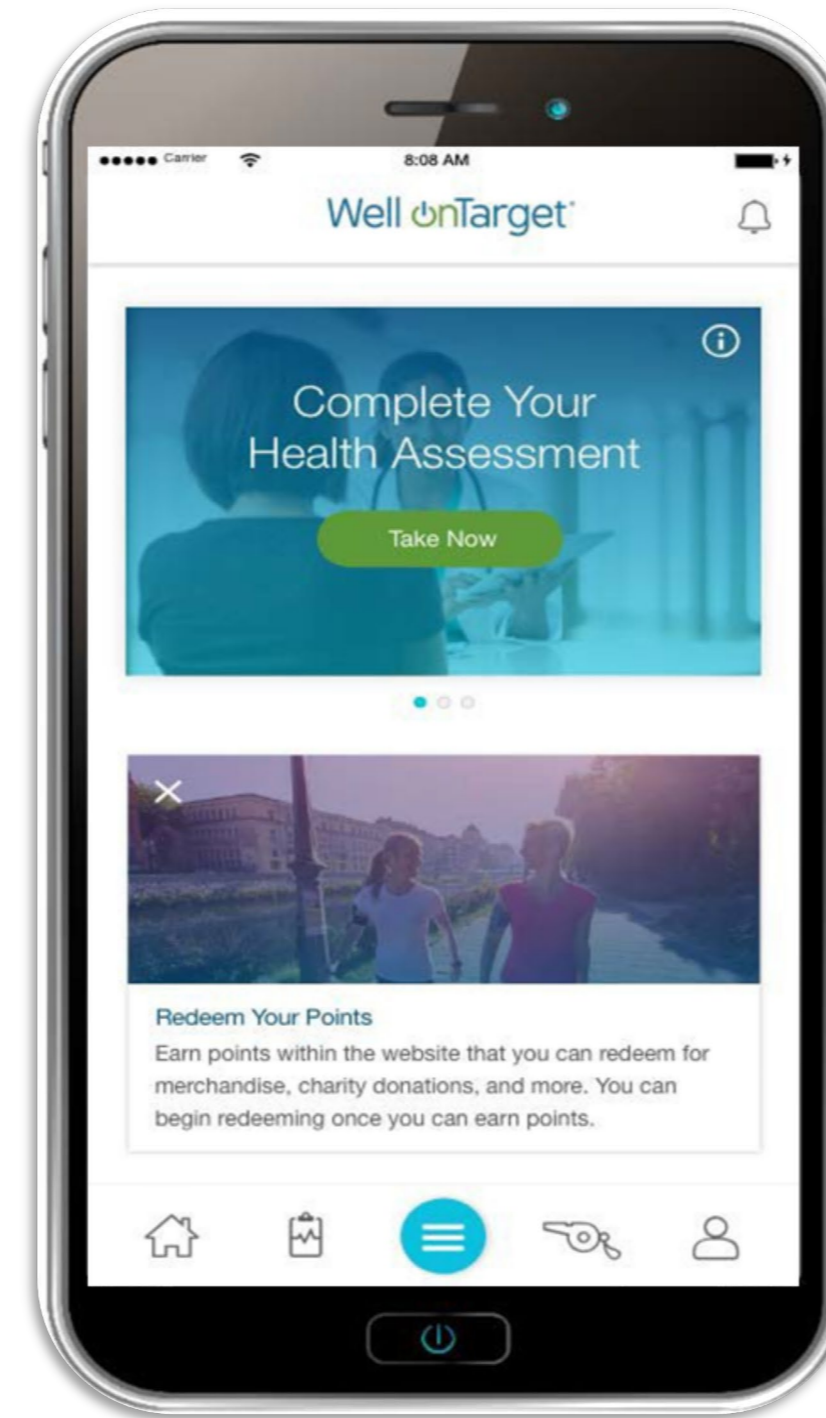 Carrier 8:08 AM
Well onTarget®
Complete Your
Health Assessment
Take Now
Redeem Your Points
Earn points within the website that you can redeem for
merchandise, charity donations, and more. You can
begin redeeming once you can earn points.